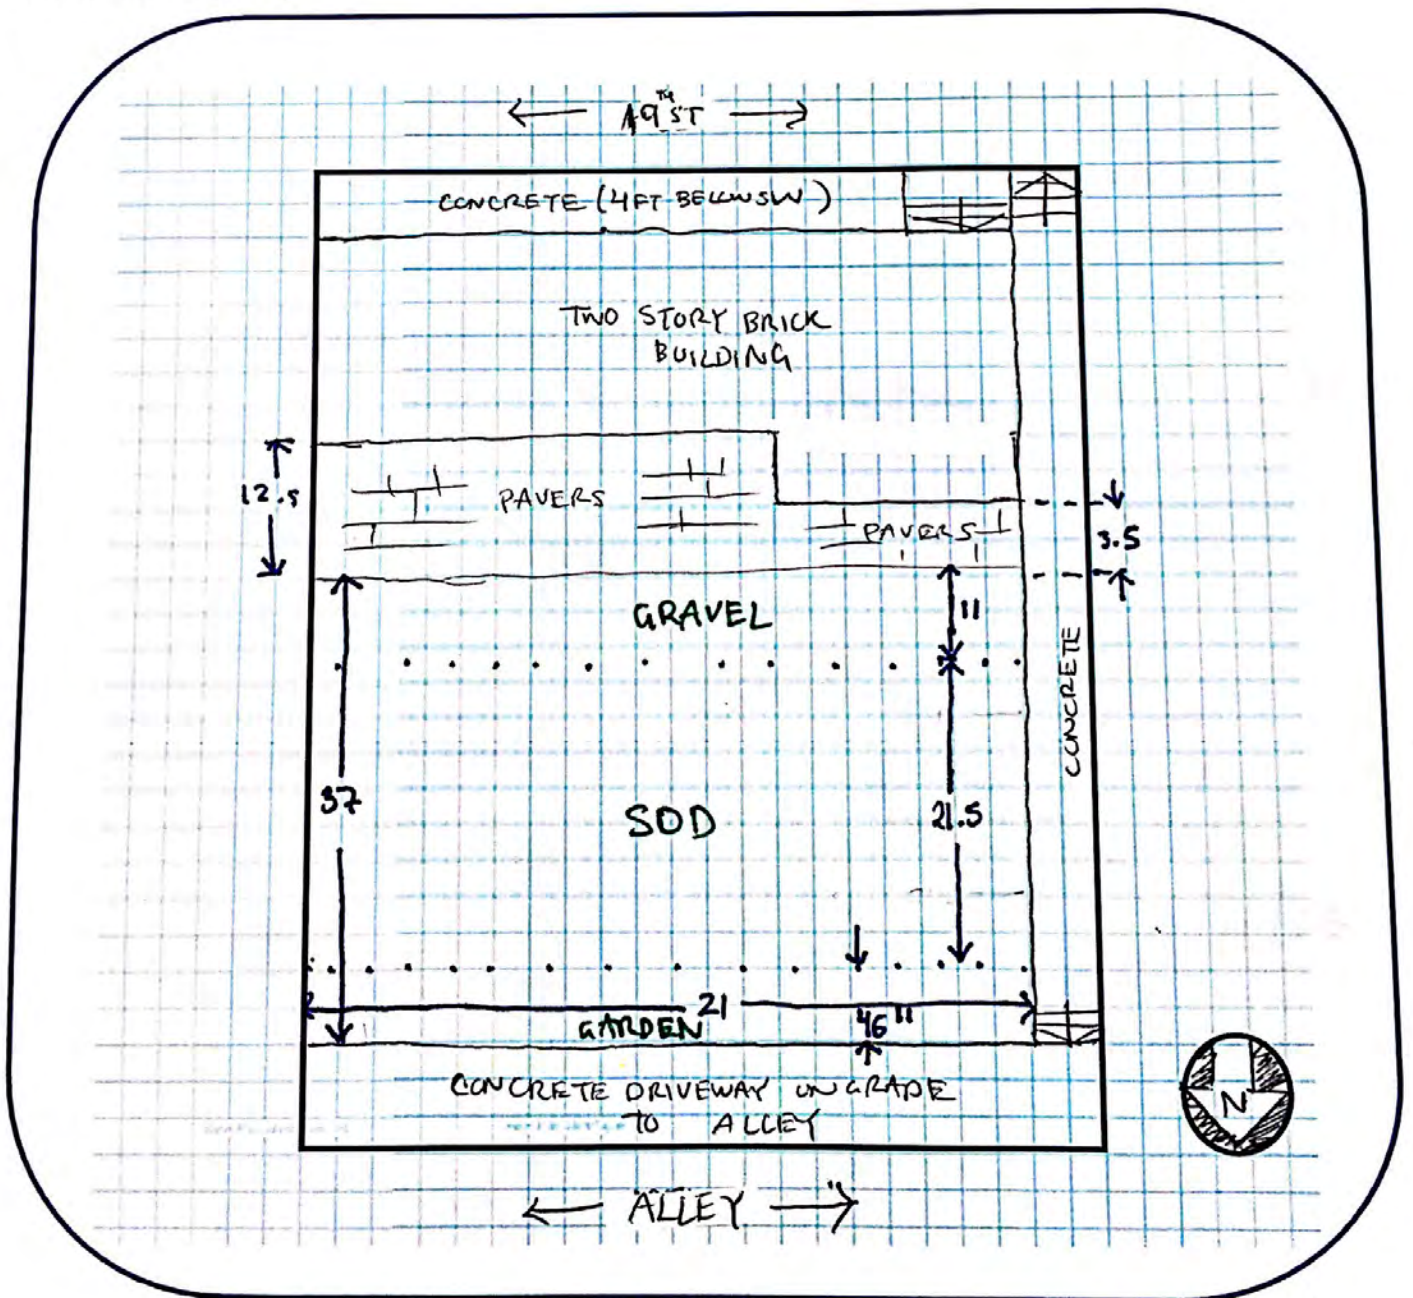 ← 19TH ST →
CONCRETE (4FT BELOW SW)
TWO STORY BRICK
BUILDING
12.5
PAVERS
PAVERS
3.5
GRAVEL
11
CONCRETE
37
SOD
21.5
21
GARDEN
46"
CONCRETE DRIVEWAY ON GRADE
TO ALLEY
N
← ALLEY →